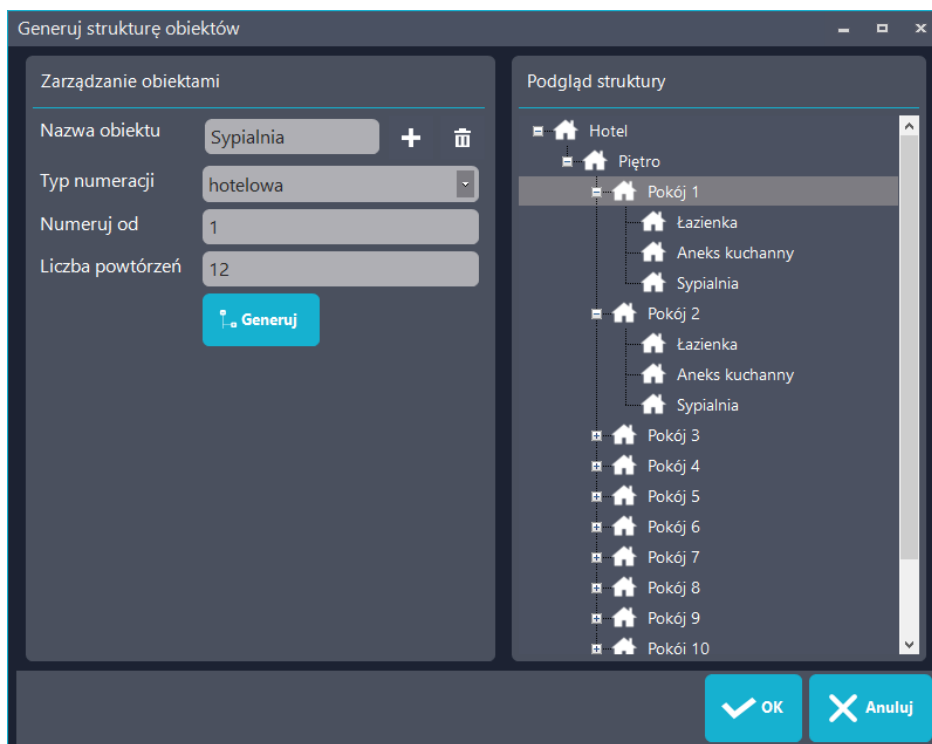 Generuj strukturę obiektów
Zarządzanie obiektami
Nazwa obiektu
Sypialnia
Typ numeracji
hotelowa
Numeruj od
1
Liczba powtórzeń
12
Generuj
Podgląd struktury
Hotel
Piętro
Pokój 1
Łazienka
Aneks kuchanny
Sypialnia
Pokój 2
Łazienka
Aneks kuchanny
Sypialnia
Pokój 3
Pokój 4
Pokój 5
Pokój 6
Pokój 7
Pokój 8
Pokój 9
Pokój 10
OK
Anuluj